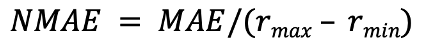 NMAE = MAE/(r_max – r_min)